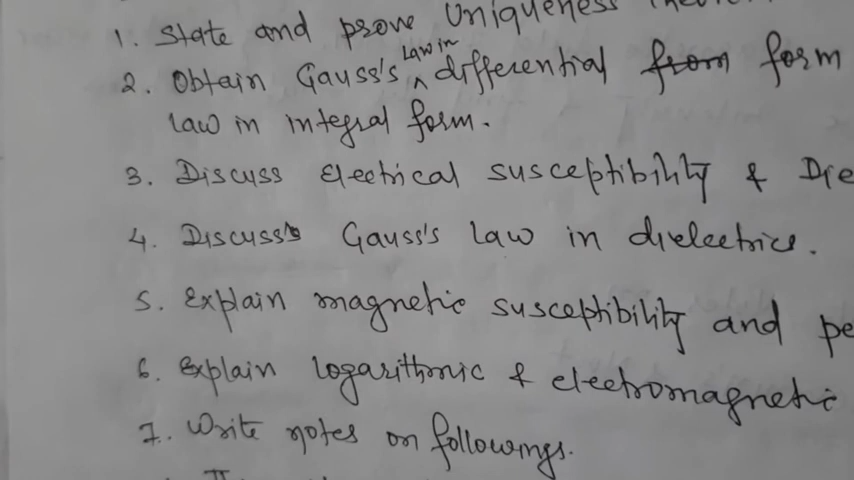 1. State and prove Uniqueness
2. Obtain Gauss's law in differential from form
law in integral form.
3. Discuss Electrical susceptibility & Die
4. Discuss Gauss's law in dielectrics.
5. Explain magnetic susceptibility and pe
6. Explain logarithmic & electromagnetic
7. Write notes on followings.